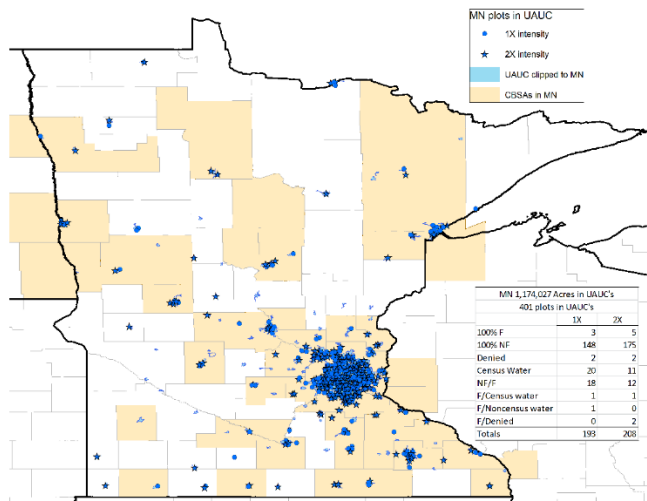 MN plots in UAUC
1X intensity
2X intensity
UAUC clipped to MN
CBSAs in MN
MN 1,174,027 Acres in UAUC's
401 plots in UAUC's
1X 2X
100% F 3 5
100% NF 148 175
Denied 2 2
Census Water 20 11
NF/F 18 12
F/Census water 1 1
F/Noncensus water 1 0
F/Denied 0 2
Totals 193 208